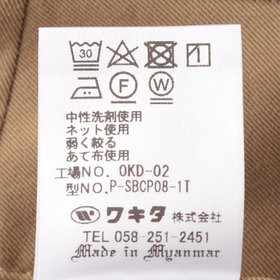 30
F W
中性洗剤使用
ネット使用
弱く絞る
あて布使用
工場NO. OKD-02
型NO. P-SBCP08-1T
ワキタ 株式会社
TEL 058-251-2451
Made in Myanmar